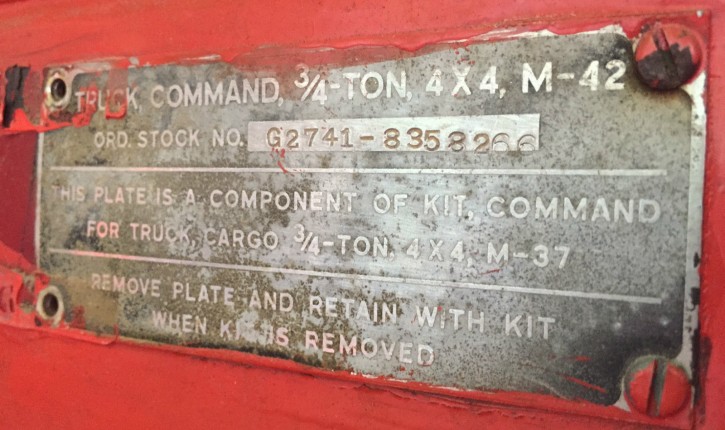 TRUCK, COMMAND, 3/4-TON, 4X4, M-42
ORD. STOCK NO. G2741-8358266
THIS PLATE IS A COMPONENT OF KIT, COMMAND
FOR TRUCK, CARGO 3/4-TON, 4X4, M-37
REMOVE PLATE AND RETAIN WITH KIT
WHEN KIT IS REMOVED